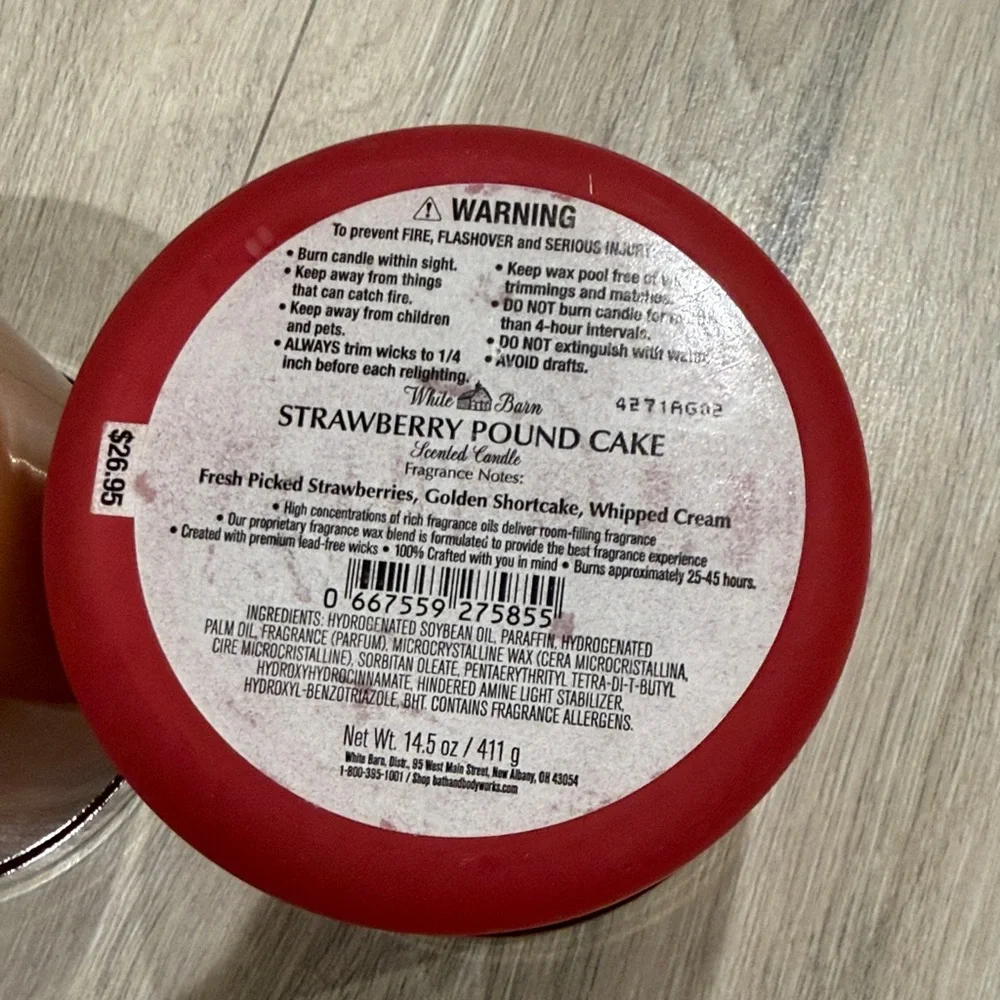 WARNING
To prevent FIRE, FLASHOVER and SERIOUS INJURY
• Burn candle within sight.
• Keep away from things
that can catch fire.
• Keep away from children
and pets.
• ALWAYS trim wicks to 1/4
inch before each relighting.
• Keep wax pool free of
trimmings and matches.
• DO NOT burn candle for
than 4-hour intervals.
• DO NOT extinguish with water.
• AVOID drafts.
White Barn
4271AG02
STRAWBERRY POUND CAKE
Scented Candle
Fragrance Notes:
Fresh Picked Strawberries, Golden Shortcake, Whipped Cream
• High concentrations of rich fragrance oils deliver room-filling fragrance
• Our proprietary fragrance wax blend is formulated to provide the best fragrance experience
• Created with premium lead-free wicks • 100% Crafted with you in mind • Burns approximately 25-45 hours.
$26.95
0 667559 275855
INGREDIENTS: HYDROGENATED SOYBEAN OIL, PARAFFIN, HYDROGENATED
PALM OIL, FRAGRANCE (PARFUM), MICROCRYSTALLINE WAX (CERA MICROCRISTALLINA,
CIRE MICROCRISTALLINE), SORBITAN OLEATE, PENTAERYTHRITYL TETRA-DI-T-BUTYL
HYDROXYHYDROCINNAMATE, HINDERED AMINE LIGHT STABILIZER,
HYDROXYL-BENZOTRIAZOLE, BHT. CONTAINS FRAGRANCE ALLERGENS.
Net Wt. 14.5 oz / 411 g
White Barn, Distr., 95 West Main Street, New Albany, OH 43054
1-800-395-1001 / Shop bathandbodyworks.com